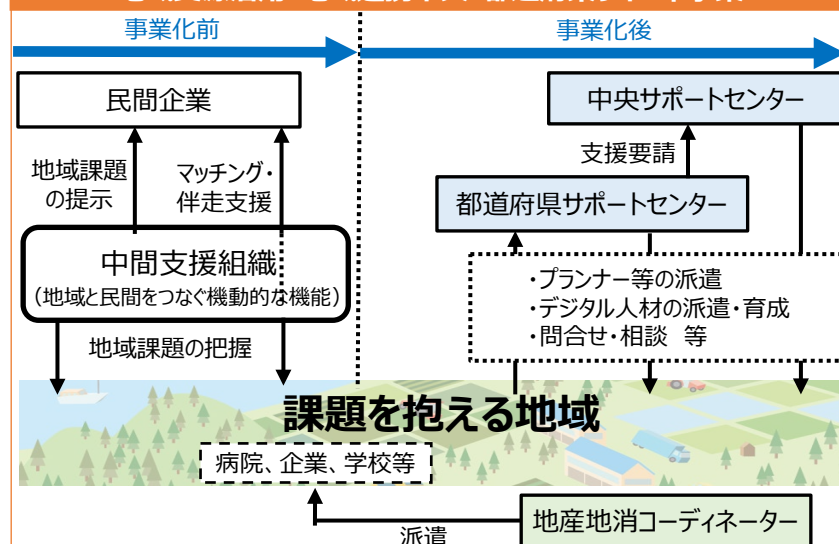 事業化前
事業化後
民間企業
中央サポートセンター
地域課題
の提示
マッチング・
伴走支援
支援要請
都道府県サポートセンター
中間支援組織
（地域と民間をつなぐ機動的な機能）
・プランナー等の派遣
・デジタル人材の派遣・育成
・問合せ・相談 等
地域課題の把握
課題を抱える地域
病院、企業、学校等
地産地消コーディネーター
派遣